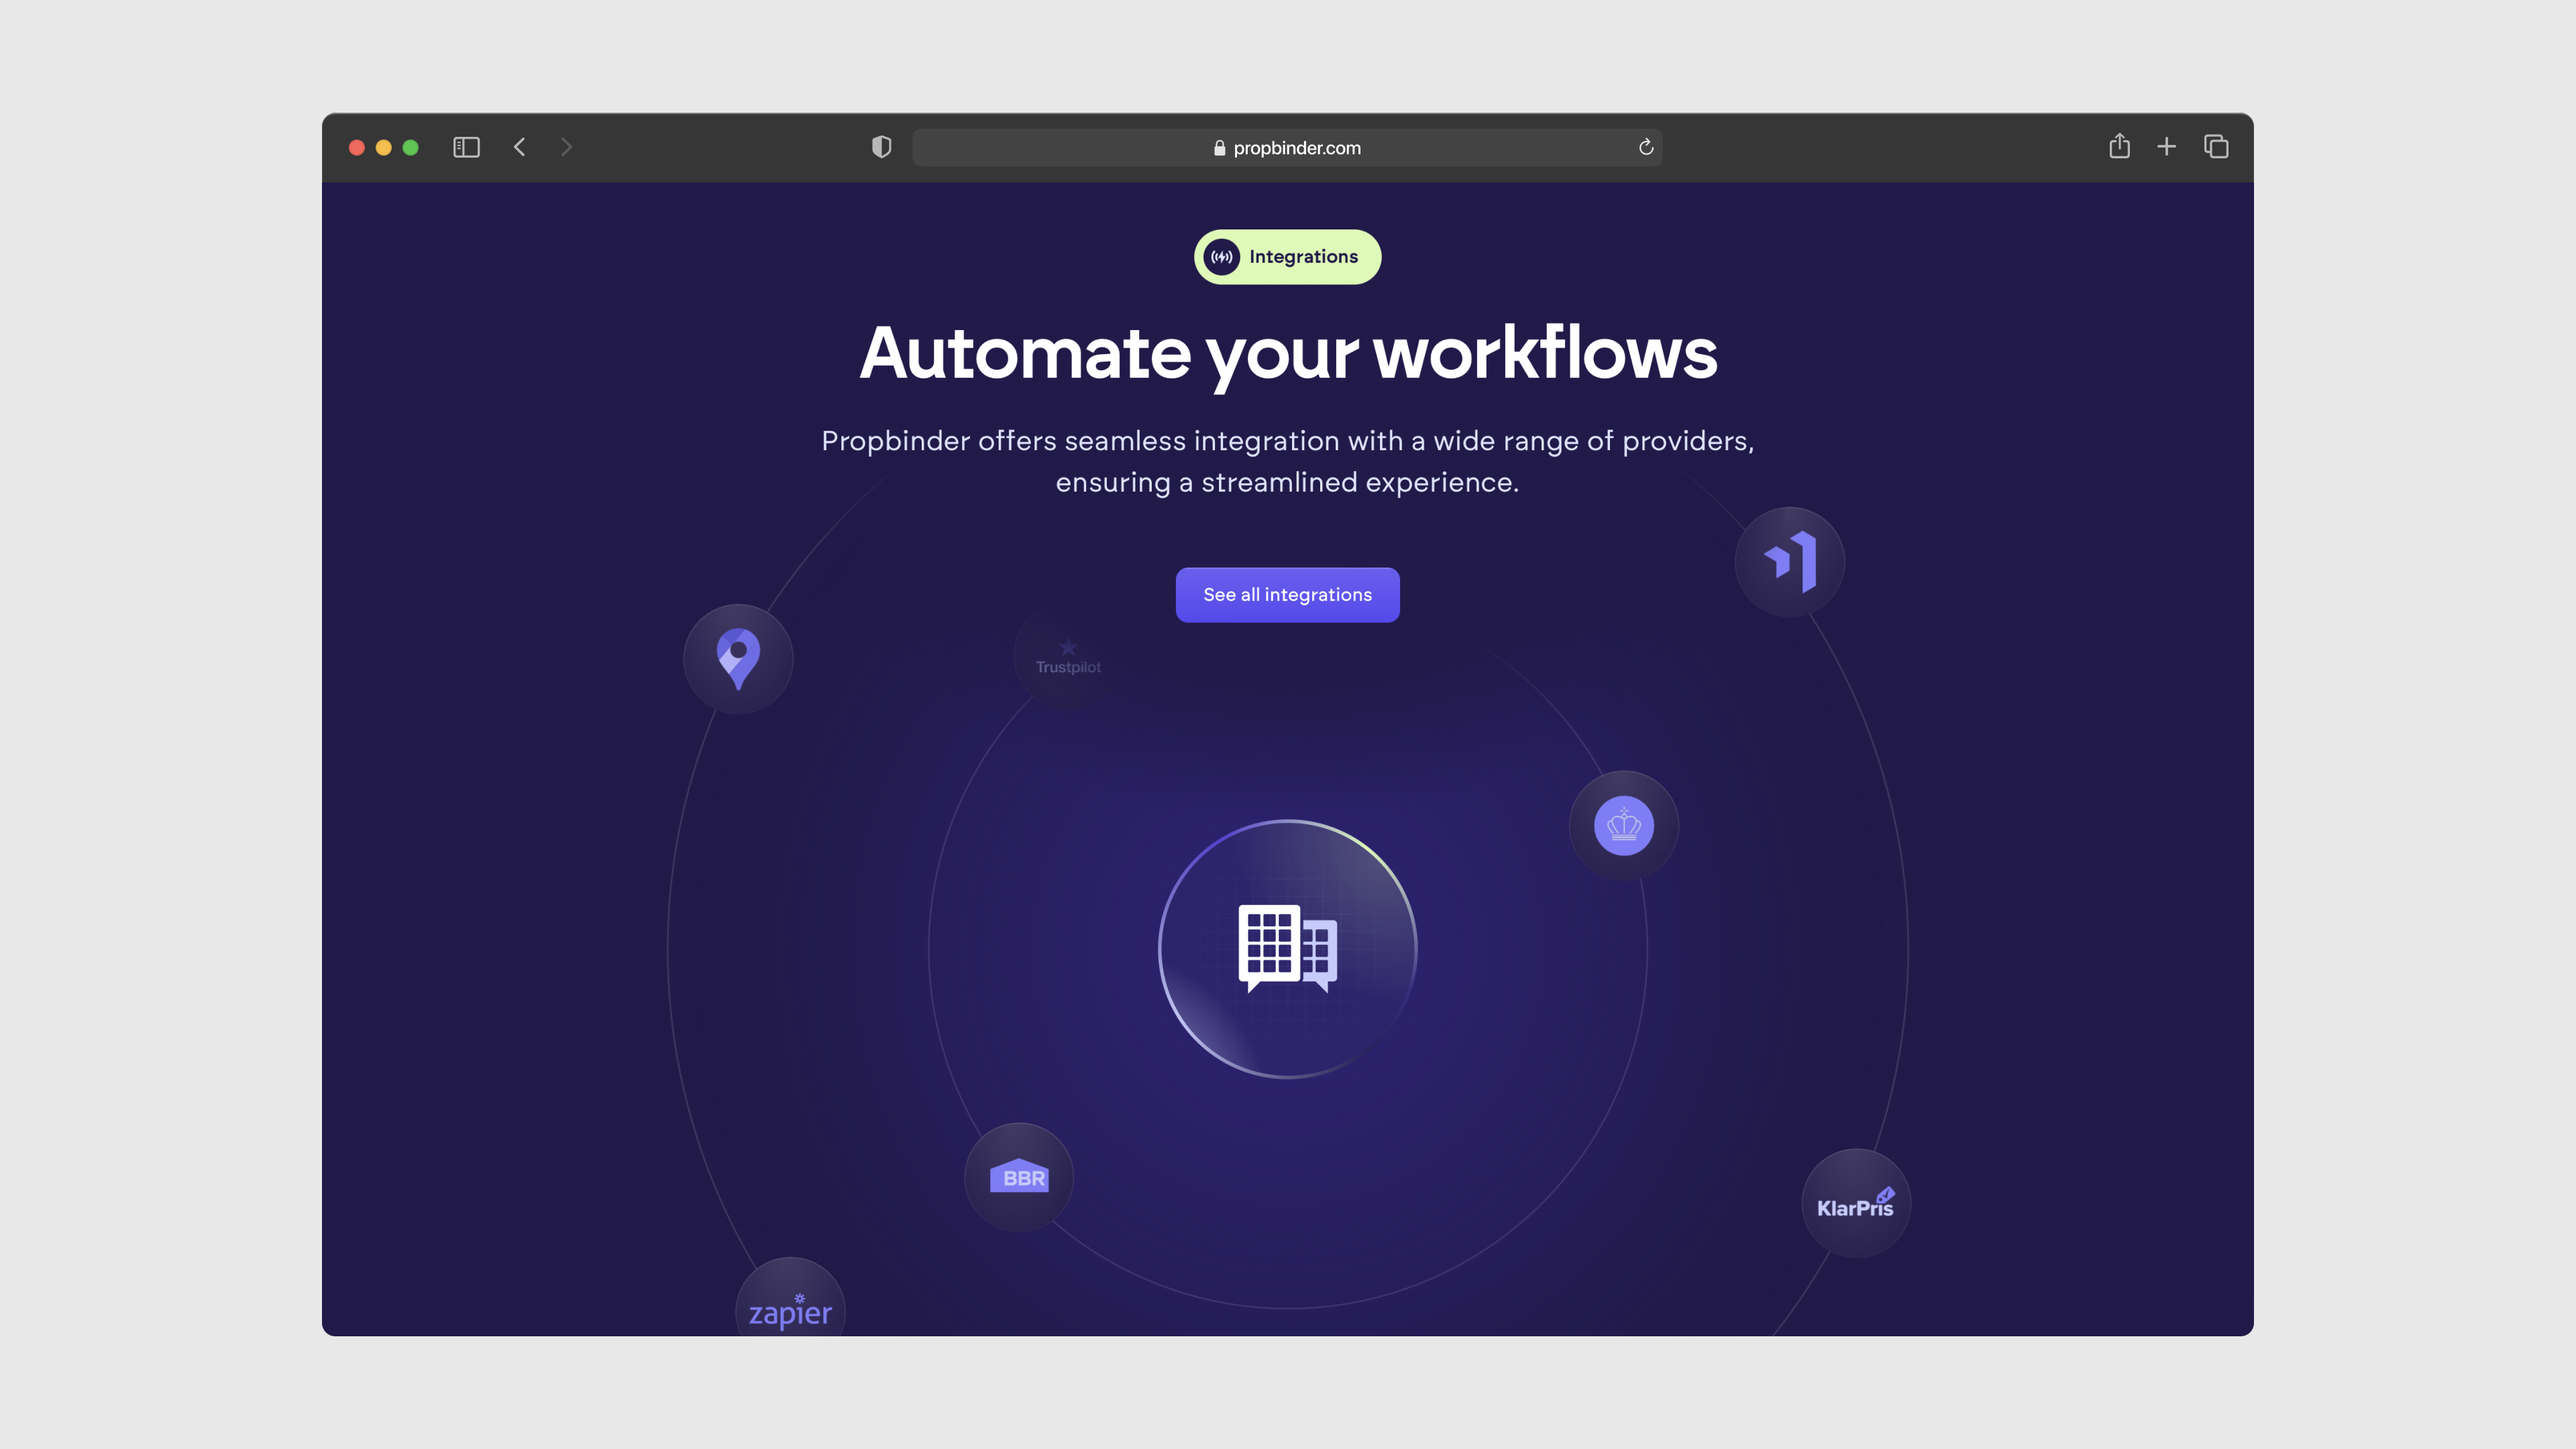 propbinder.com
Integrations
Automate your workflows
Propbinder offers seamless integration with a wide range of providers,
ensuring a streamlined experience.
See all integrations
Trustpilot
BBR
KlarPris
zapier